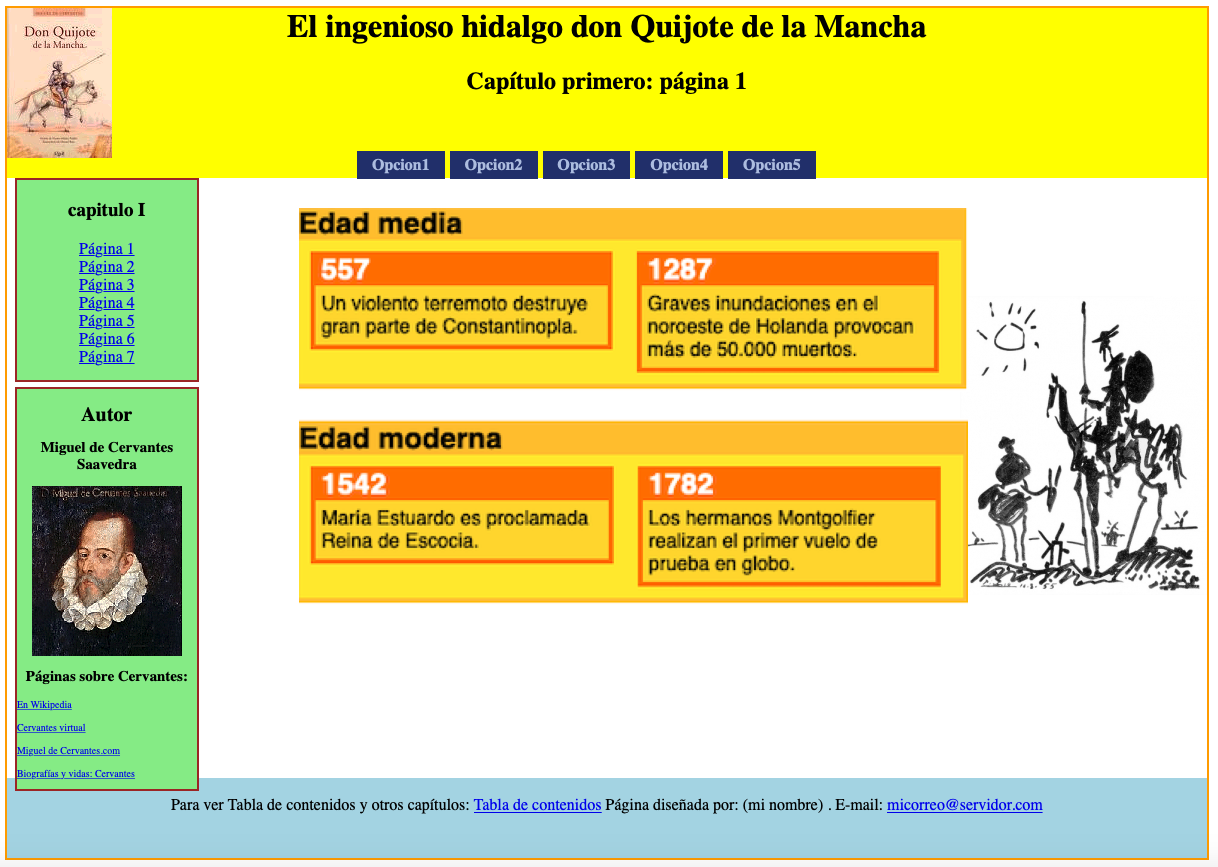 MIGUEL DE CERVANTES
Don Quijote
de la Mancha
El ingenioso hidalgo don Quijote de la Mancha
Capítulo primero: página 1
Opcion1 Opcion2 Opcion3 Opcion4 Opcion5
capitulo I
Página 1
Página 2
Página 3
Página 4
Página 5
Página 6
Página 7
Autor
Miguel de Cervantes
Saavedra
Páginas sobre Cervantes:
En Wikipedia
Cervantes virtual
Miguel de Cervantes.com
Biografías y vidas: Cervantes
Edad media
557
Un violento terremoto destruye
gran parte de Constantinopla.
1287
Graves inundaciones en el
noroeste de Holanda provocan
más de 50.000 muertos.
Edad moderna
1542
María Estuardo es proclamada
Reina de Escocia.
1782
Los hermanos Montgolfier
realizan el primer vuelo de
prueba en globo.
Para ver Tabla de contenidos y otros capítulos: Tabla de contenidos Página diseñada por: (mi nombre) . E-mail: micorreo@servidor.com